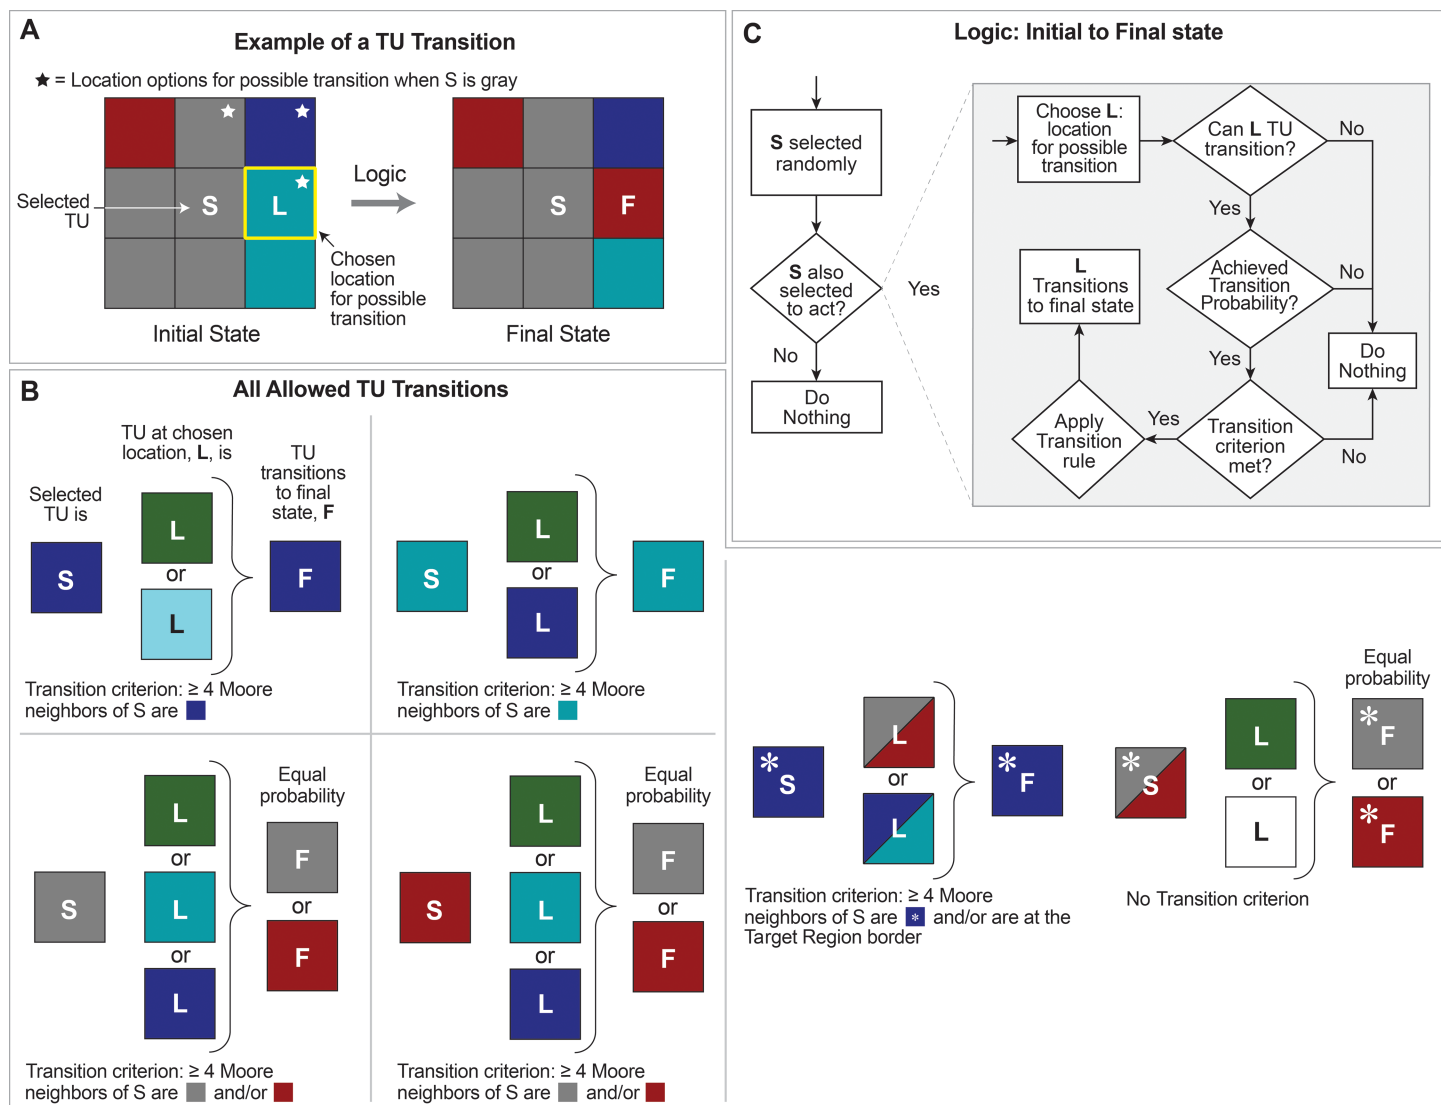 A
Example of a TU Transition
★ = Location options for possible transition when S is gray
Selected
TU
S
L
Initial State
Chosen
location
for possible
transition
Logic
S
F
Final State
B
All Allowed TU Transitions
Selected
TU is
TU at chosen
location, L, is
TU
transitions
to final
state, F
S
L
or
L
F
Transition criterion: ≥ 4 Moore
neighbors of S are
S
L
or
L
F
Transition criterion: ≥ 4 Moore
neighbors of S are
S
L
or
L
or
L
Equal
probability
F
or
F
Transition criterion: ≥ 4 Moore
neighbors of S are and/or
S
L
or
L
or
L
Equal
probability
F
or
F
Transition criterion: ≥ 4 Moore
neighbors of S are and/or
*
S
L
or
L
*
F
Transition criterion: ≥ 4 Moore
neighbors of S are * and/or are at the
Target Region border
*
S
L
or
L
Equal
probability
*
F
or
*
F
No Transition criterion
C
Logic: Initial to Final state
S selected
randomly
S also
selected
to act?
Yes
No
Do
Nothing
Choose L:
location
for possible
transition
Can L TU
transition?
No
Yes
Achieved
Transition
Probability?
No
Yes
Transition
criterion
met?
No
Yes
Do
Nothing
Apply
Transition
rule
L
Transitions
to final state